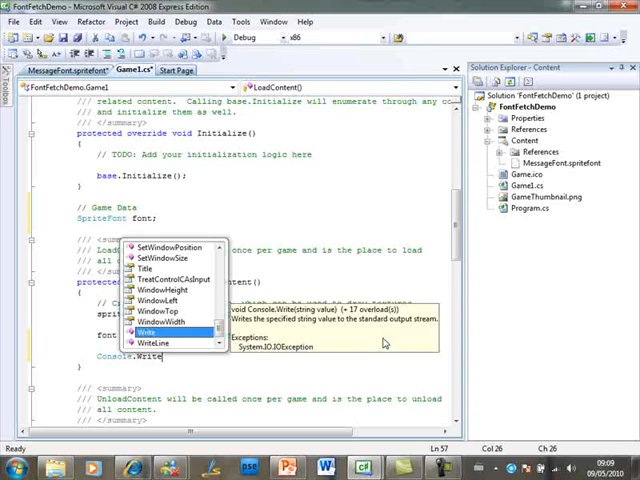 FontFetchDemo - Microsoft Visual C# 2008 Express Edition
File Edit View Refactor Project Build Debug Data Tools Window Help
Debug x86
MessageFont.spritefont* Game1.cs* Start Page
FontFetchDemo.Game1 LoadContent()
/// related content. Calling base.Initialize will enumerate through any co
/// and initialize them as well.
/// </summary>
protected override void Initialize()
{
// TODO: Add your initialization logic here
base.Initialize();
}
// Game Data
SpriteFont font;
/// <su
/// Load once per game and is the place to load
/// all
/// </s
protected ontent()
{
// C
spri
font
Console.Write
}
/// <summary>
/// UnloadContent will be called once per game and is the place to unload
/// all content.
/// </summary>
SetWindowPosition
SetWindowSize
Title
TreatControlCAsInput
WindowHeight
WindowLeft
WindowTop
WindowWidth
Write
WriteLine
void Console.Write(string value) (+ 17 overload(s))
Writes the specified string value to the standard output stream.
Exceptions:
System.IO.IOException
Toolbox
Solution Explorer - Content
Solution 'FontFetchDemo' (1 project)
FontFetchDemo
Properties
References
Content
References
MessageFont.spritefont
Game.ico
Game1.cs
GameThumbnail.png
Program.cs
Ready Ln 57 Col 26 Ch 26
pse
09:09
09/05/2010